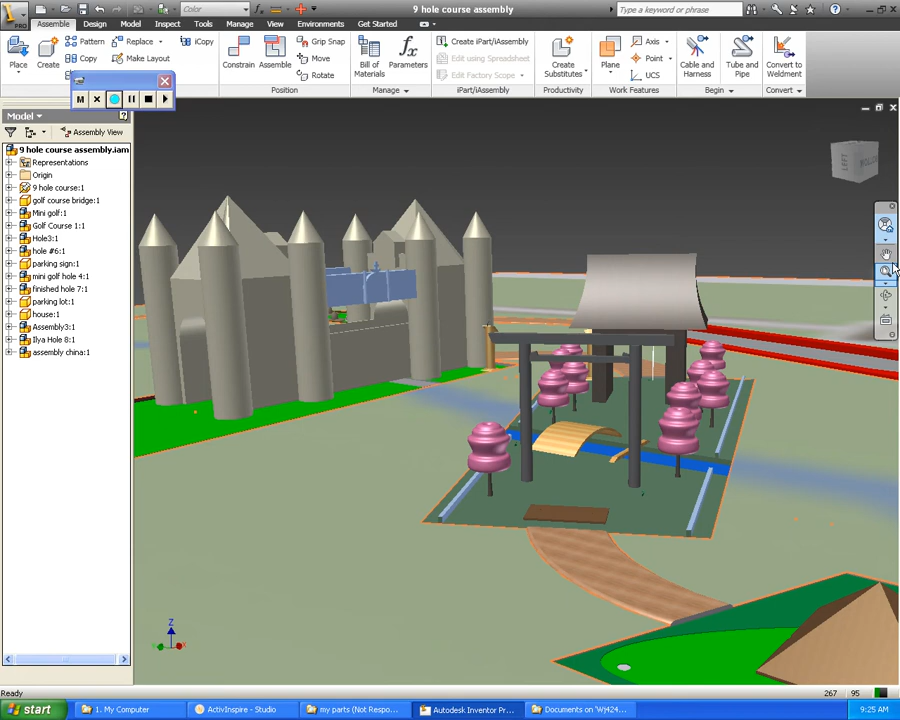 PRO
Color
9 hole course assembly
Type a keyword or phrase
Assemble Design Model Inspect Tools Manage View Environments Get Started
Place
Create
Pattern
Copy
Replace
Make Layout
iCopy
Constrain
Assemble
Grip Snap
Move
Rotate
Position
Bill of Materials
Parameters
Manage
Create iPart/iAssembly
Edit using Spreadsheet
Edit Factory Scope
iPart/iAssembly
Create Substitutes
Productivity
Plane
Axis
Point
UCS
Work Features
Cable and Harness
Tube and Pipe
Begin
Convert to Weldment
Convert
M
Model
Assembly View
9 hole course assembly.iam
Representations
Origin
9 hole course:1
golf course bridge:1
Mini golf:1
Golf Course 1:1
Hole3:1
hole #6:1
parking sign:1
mini golf hole 4:1
finished hole 7:1
parking lot:1
house:1
Assembly3:1
Ilya Hole 8:1
assembly china:1
LEFT
Z
Y
X
Ready
267 95
start
1. My Computer
ActivInspire - Studio
my parts (Not Respo...
Autodesk Inventor Pr...
Documents on 'Wj424...
9:25 AM